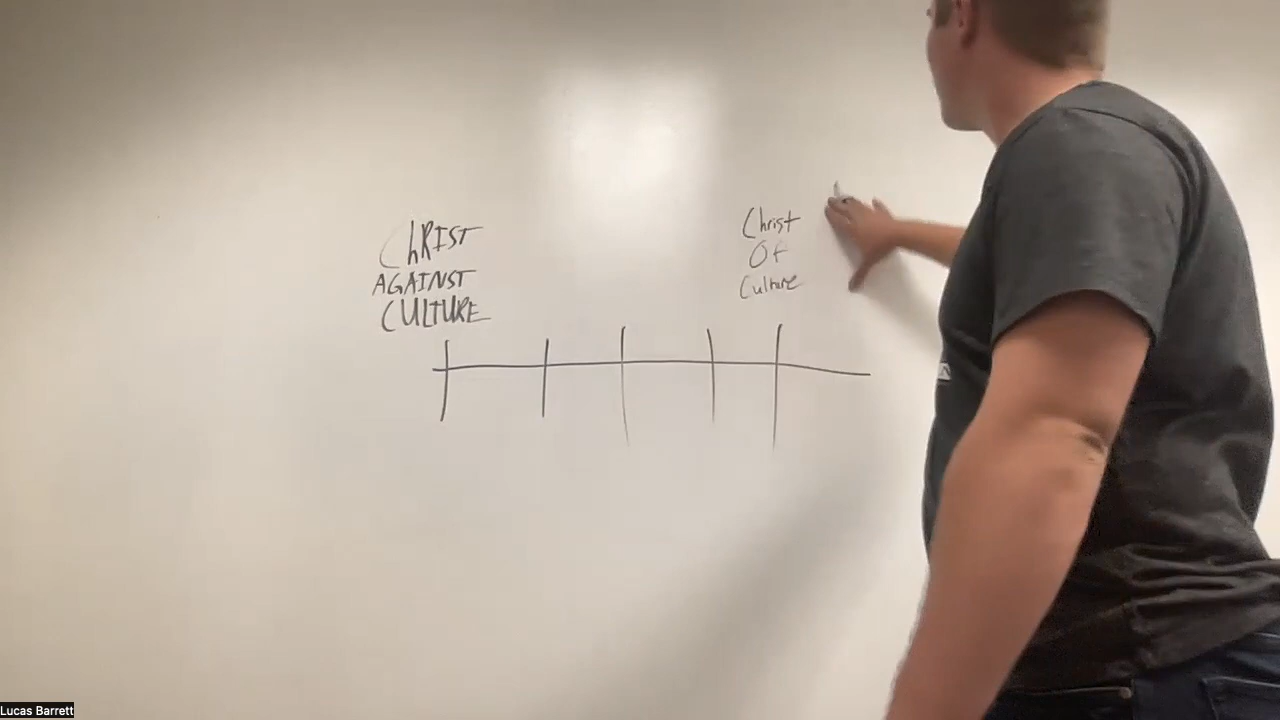 ChRIST
AGAINST
CULTURE
Christ
Of
Culture
Lucas Barrett